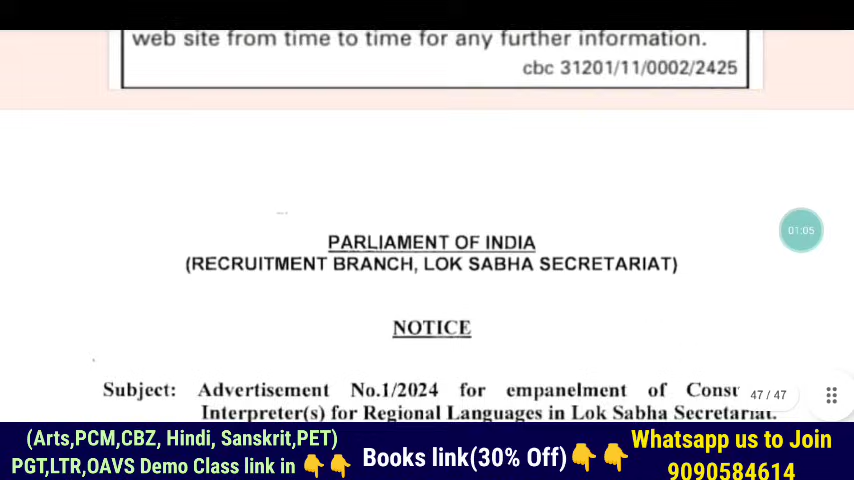 web site from time to time for any further information.
cbc 31201/11/0002/2425
PARLIAMENT OF INDIA
(RECRUITMENT BRANCH, LOK SABHA SECRETARIAT)
01:05
NOTICE
Subject: Advertisement No.1/2024 for empanelment of
47 / 47
Interpreter(s) for Regional Languages in Lok Sabha Secretariat.
(Arts,PCM,CBZ, Hindi, Sanskrit,PET)
PGT,LTR,OAVS Demo Class link in 👇👇
Books link(30% Off)👇👇
Whatsapp us to Join
9090584614